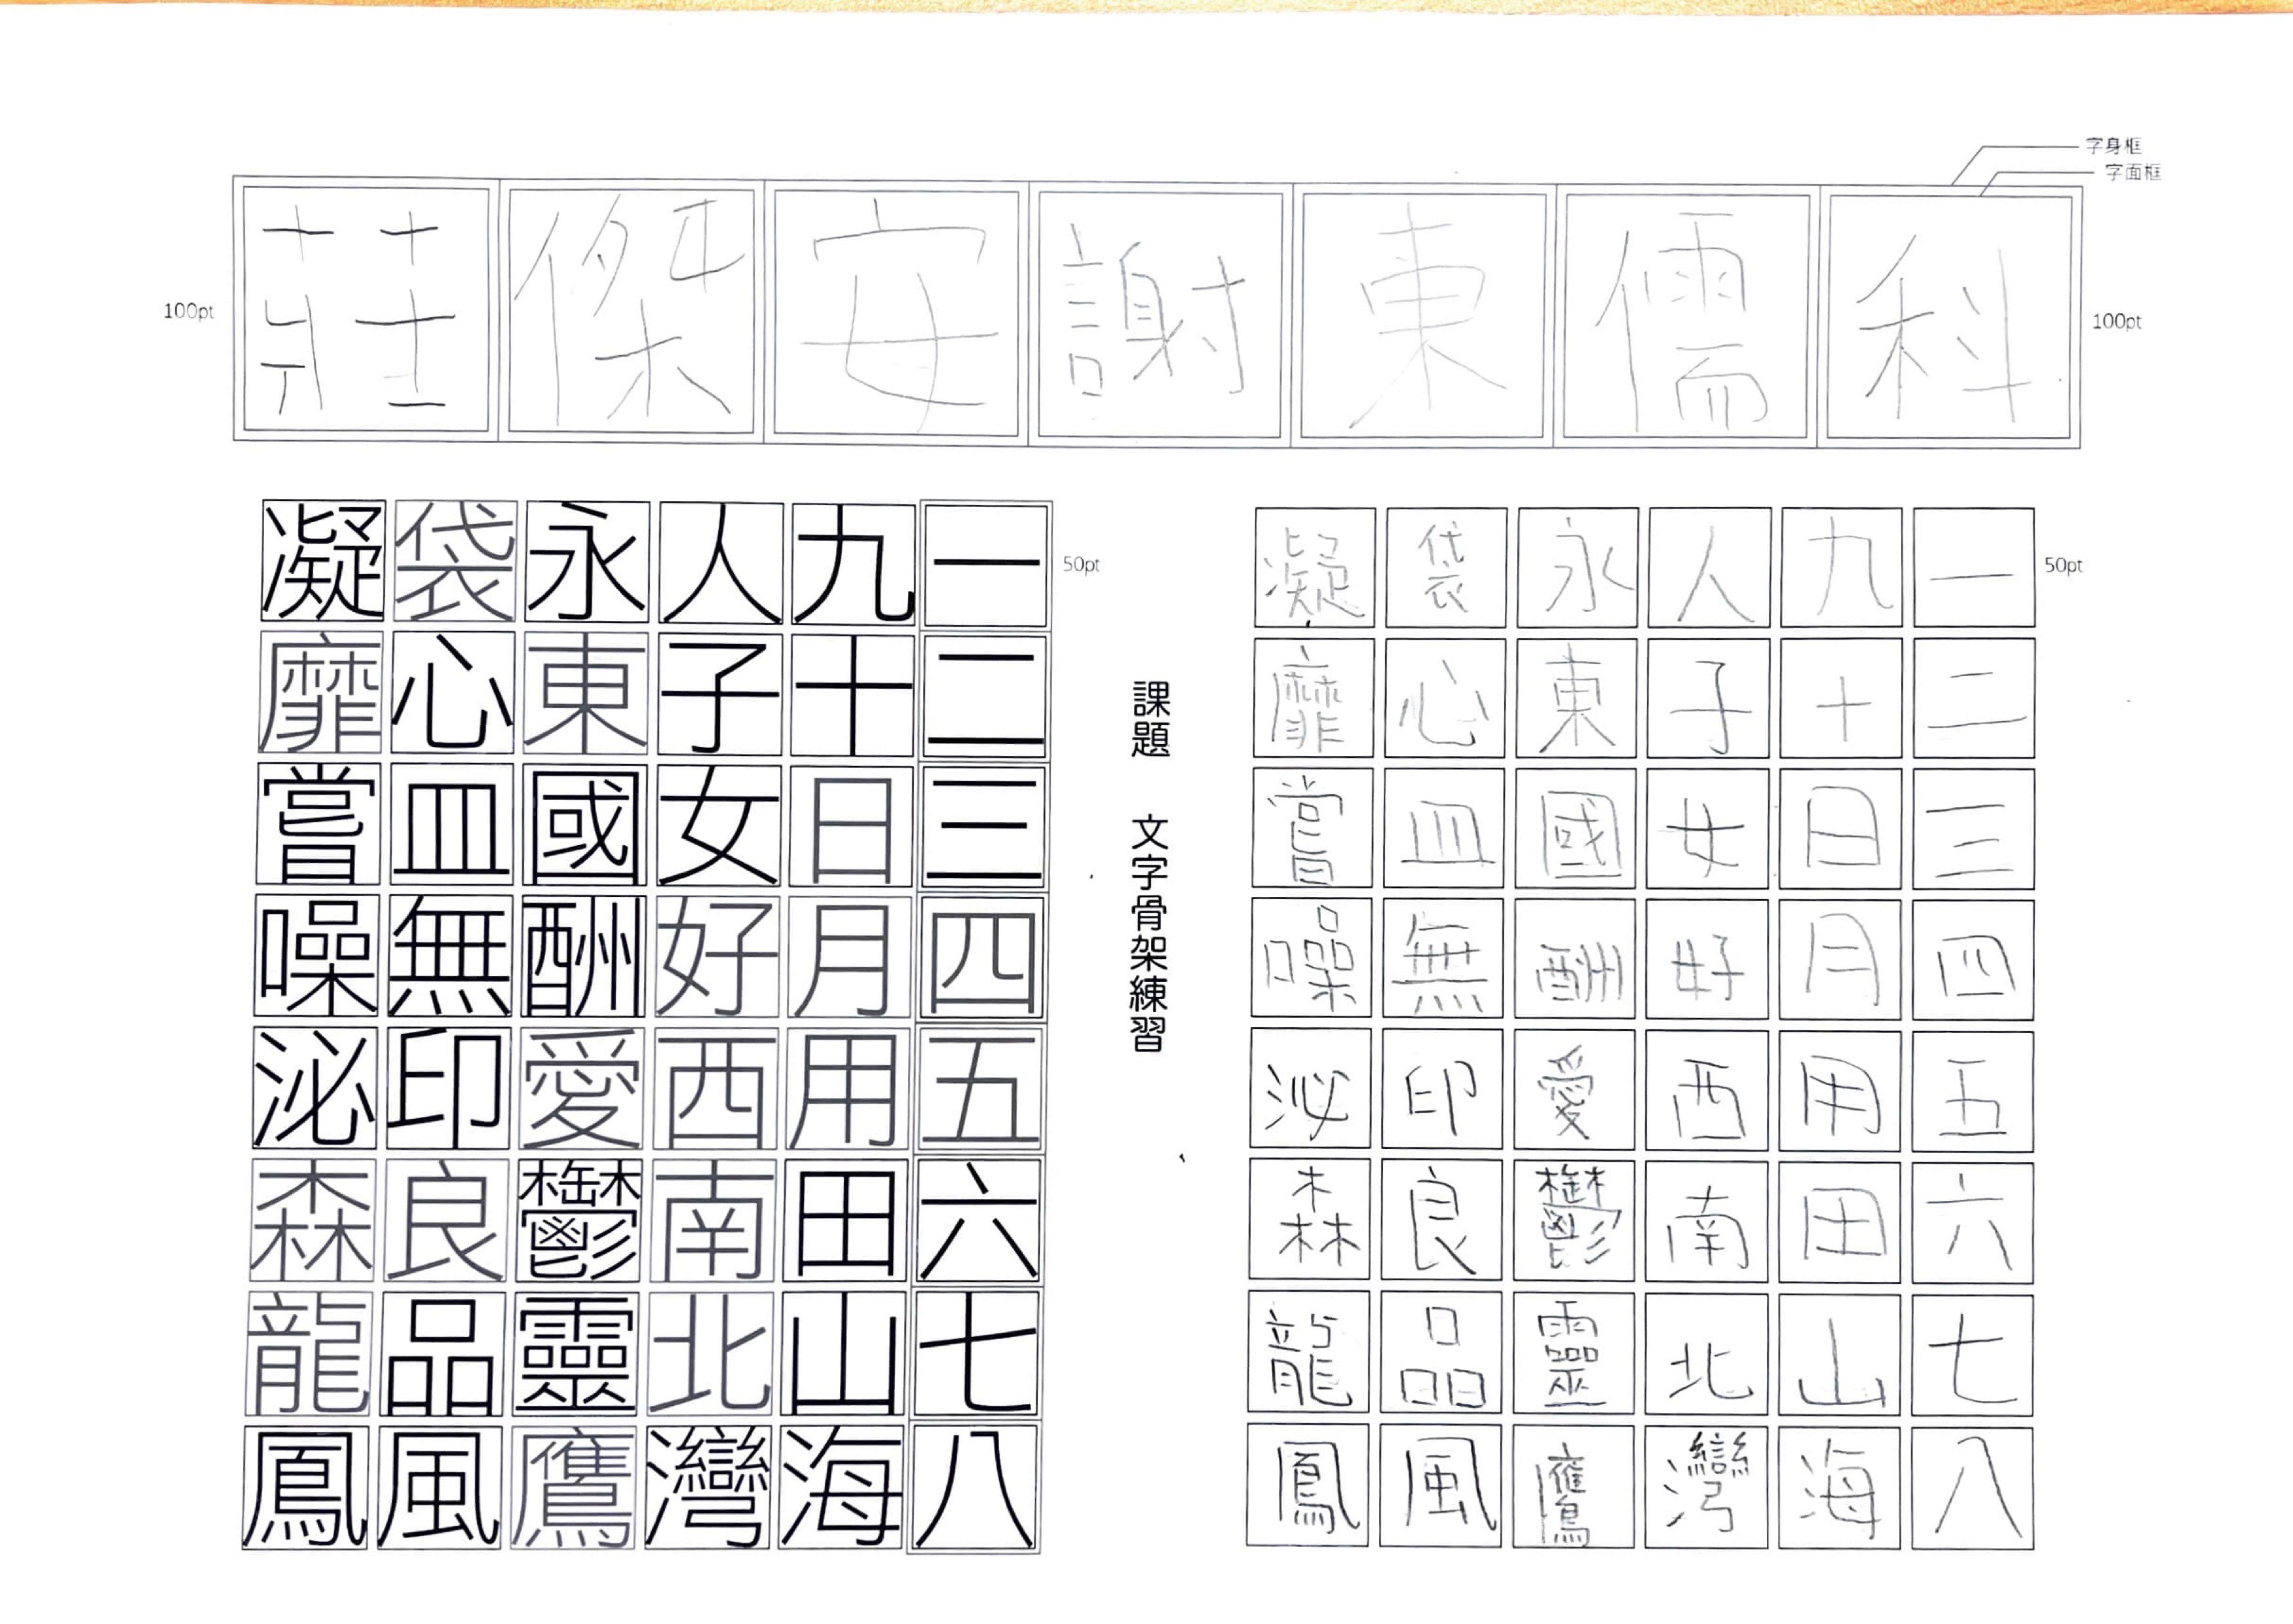 字身框
字面框
100pt
莊傑安謝東儒科
100pt
50pt
一二三四五六七八
九十日月用田山海
人子女好西南北灣
永東國酬愛鬱靈鷹
袋心皿無印良品風
凝靡嘗噪泌森龍鳳
課題　文字骨架練習
50pt
一二三四五六七八
九十日月用田山海
人子女好西南北灣
永東國酬愛鬱靈鷹
袋心皿無印良品風
凝靡嘗噪泌森龍鳳